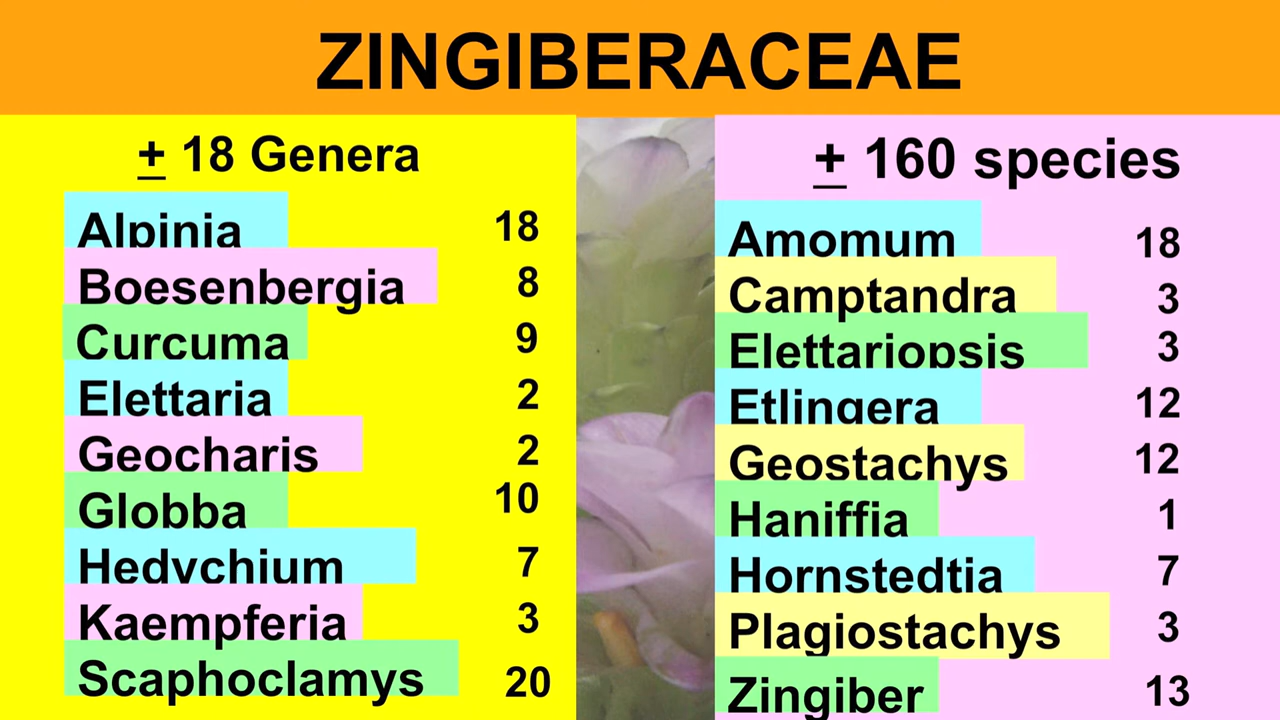 ZINGIBERACEAE
± 18 Genera
Alpinia 18
Boesenbergia 8
Curcuma 9
Elettaria 2
Geocharis 2
Globba 10
Hedychium 7
Kaempferia 3
Scaphoclamys 20
± 160 species
Amomum 18
Camptandra 3
Elettariopsis 3
Etlingera 12
Geostachys 12
Haniffia 1
Hornstedtia 7
Plagiostachys 3
Zingiber 13